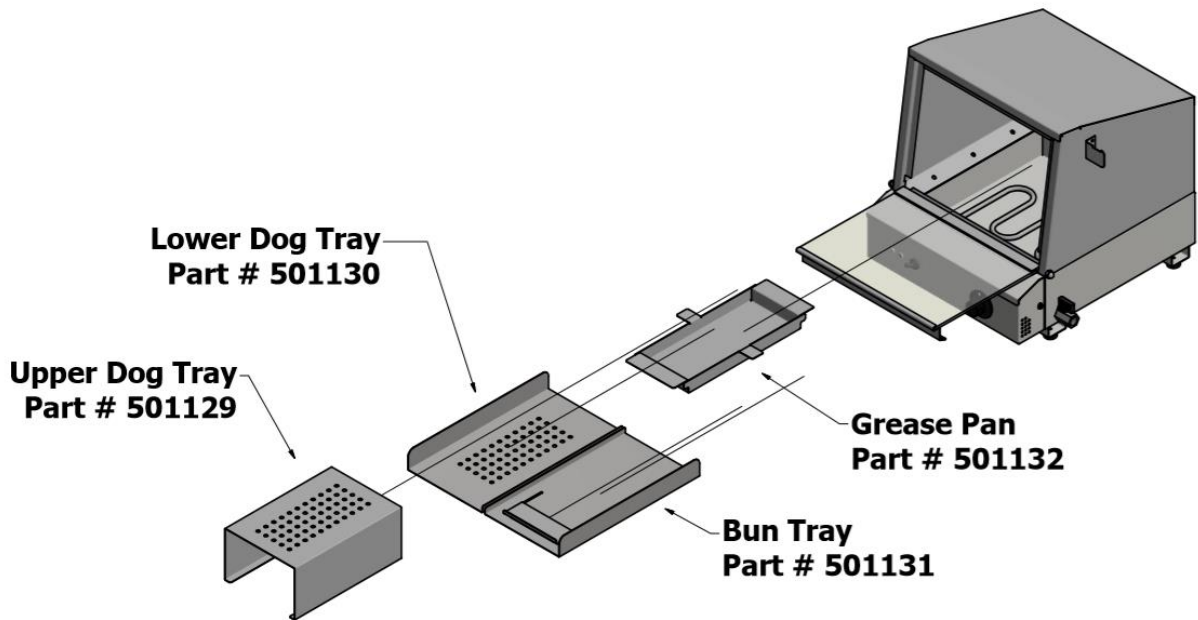 Lower Dog Tray
Part # 501130
Upper Dog Tray
Part # 501129
Grease Pan
Part # 501132
Bun Tray
Part # 501131